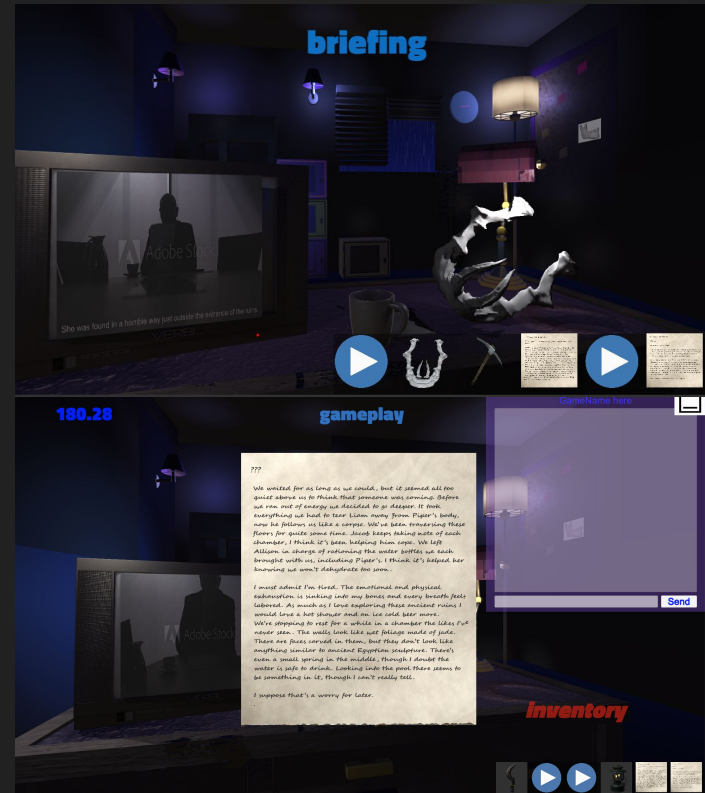 briefing
Adobe Stock
She was found in a horrible way just outside the entrance of the ruins.
180.28
gameplay
GameName here
???
We waited for as long as we could, but it seemed all too
quiet above us to think that someone was coming. Before
we ran out of energy we decided to go deeper. It took
everything we had to tear Liam away from Piper's body,
now he follows us like a corpse. We've been traversing these
floors for quite some time. Jacob keeps taking note of each
chamber, I think it's been helping him cope. We left
Allison in charge of rationing the water bottles we each
brought with us, including Piper's. I think it's helped her
knowing we won't dehydrate too soon.
I must admit I'm tired. The emotional and physical
exhaustion is sinking into my bones and every breath feels
labored. As much as I love exploring these ancient ruins I
would love a hot shower and an ice cold beer more.
We're stopping to rest for a while in a chamber the likes I've
never seen. The walls look like wet foliage made of jade.
There are faces carved in them, but they don't look like
anything similar to ancient Egyptian sculpture. There's
even a small spring in the middle, though I doubt the
water is safe to drink. Looking into the pool there seems to
be something in it, though I can't really tell.
I suppose that's a worry for later.
Adobe Stock
Send
inventory